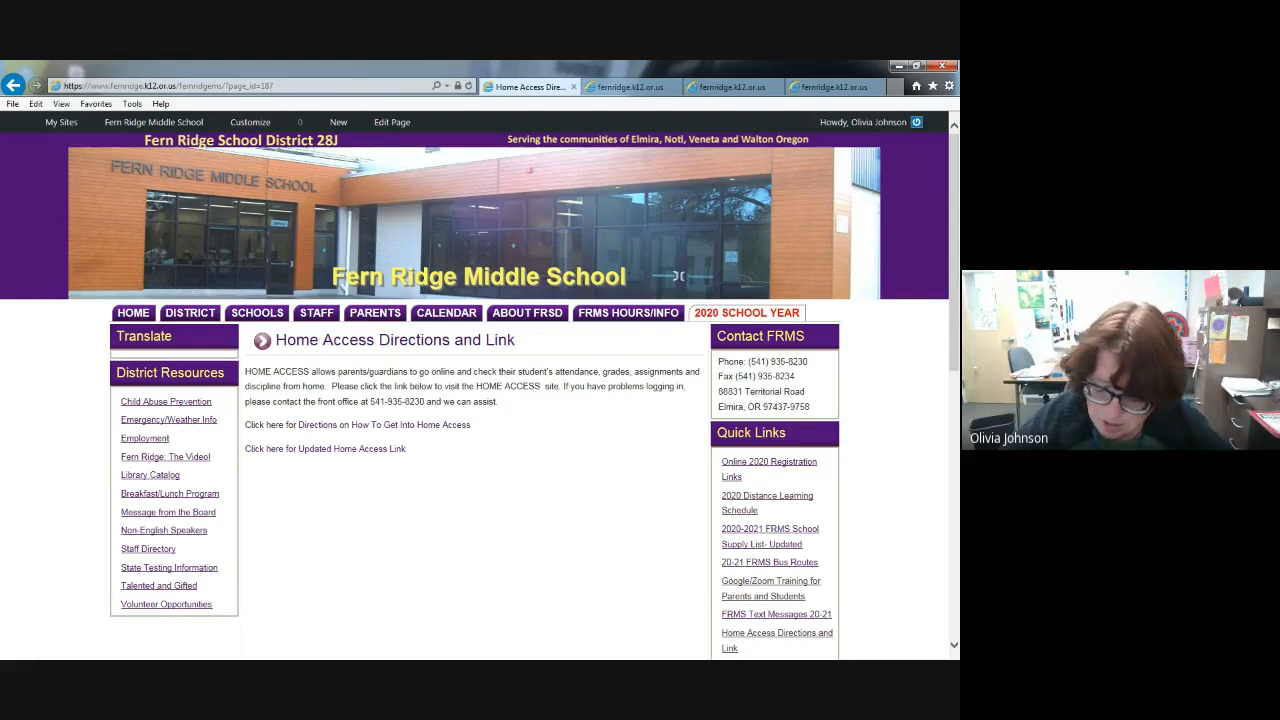 https://www.fernridge.k12.or.us/fernridgems/?page_id=187
Home Access Dire...
fernridge.k12.or.us
fernridge.k12.or.us
fernridge.k12.or.us
File Edit View Favorites Tools Help
My Sites Fern Ridge Middle School Customize 0 New Edit Page Howdy, Olivia Johnson
Fern Ridge School District 28J Serving the communities of Elmira, Noti, Veneta and Walton Oregon
FERN RIDGE MIDDLE SCHOOL
Fern Ridge Middle School
HOME DISTRICT SCHOOLS STAFF PARENTS CALENDAR ABOUT FRSD FRMS HOURS/INFO 2020 SCHOOL YEAR
Translate
District Resources
Child Abuse Prevention
Emergency/Weather Info
Employment
Fern Ridge: The Video!
Library Catalog
Breakfast/Lunch Program
Message from the Board
Non-English Speakers
Staff Directory
State Testing Information
Talented and Gifted
Volunteer Opportunities
Home Access Directions and Link
HOME ACCESS allows parents/guardians to go online and check their student's attendance, grades, assignments and
discipline from home. Please click the link below to visit the HOME ACCESS site. If you have problems logging in,
please contact the front office at 541-935-8230 and we can assist.
Click here for Directions on How To Get Into Home Access
Click here for Updated Home Access Link
Contact FRMS
Phone: (541) 935-8230
Fax (541) 935-8234
88831 Territorial Road
Elmira, OR 97437-9758
Quick Links
Online 2020 Registration
Links
2020 Distance Learning
Schedule
2020-2021 FRMS School
Supply List- Updated
20-21 FRMS Bus Routes
Google/Zoom Training for
Parents and Students
FRMS Text Messages 20-21
Home Access Directions and
Link
Olivia Johnson